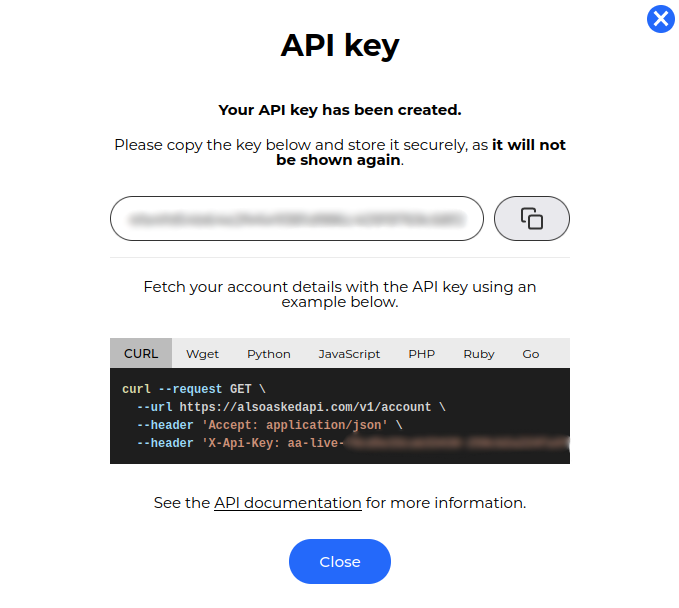 API key
Your API key has been created.
Please copy the key below and store it securely, as it will not
be shown again.
Fetch your account details with the API key using an
example below.
CURL Wget Python JavaScript PHP Ruby Go
curl --request GET \
--url https://alsoaskedapi.com/v1/account \
--header 'Accept: application/json' \
--header 'X-Api-Key: aa-live-
See the API documentation for more information.
Close